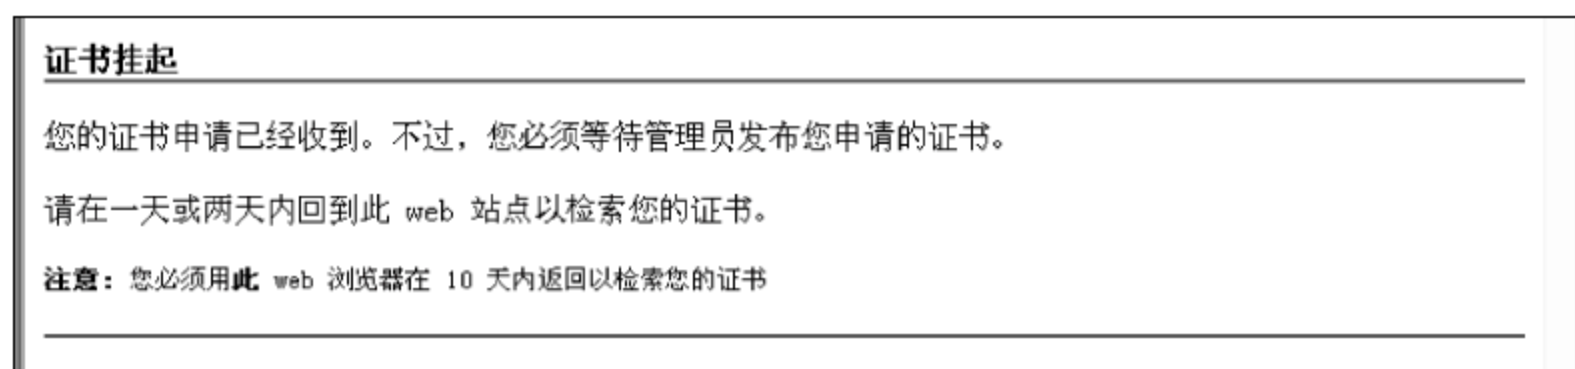 证书挂起
您的证书申请已经收到。不过，您必须等待管理员发布您申请的证书。
请在一天或两天内回到此 web 站点以检索您的证书。
注意：您必须用此 web 浏览器在 10 天内返回以检索您的证书